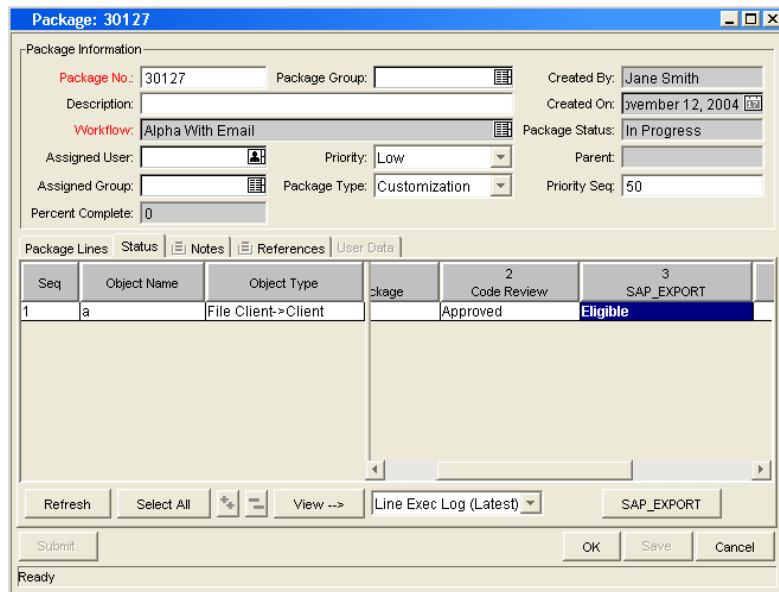 Package: 30127
Package Information
Package No.: 30127 Package Group: Created By: Jane Smith
Description: Created On: ovember 12, 2004
Workflow: Alpha With Email Package Status: In Progress
Assigned User: Priority: Low Parent:
Assigned Group: Package Type: Customization Priority Seq: 50
Percent Complete: 0
Package Lines Status Notes References User Data
Seq Object Name Object Type ckage 2 Code Review 3 SAP_EXPORT
1 a File Client->Client Approved Eligible
Refresh Select All View --> Line Exec Log (Latest) SAP_EXPORT
Submit OK Save Cancel
Ready